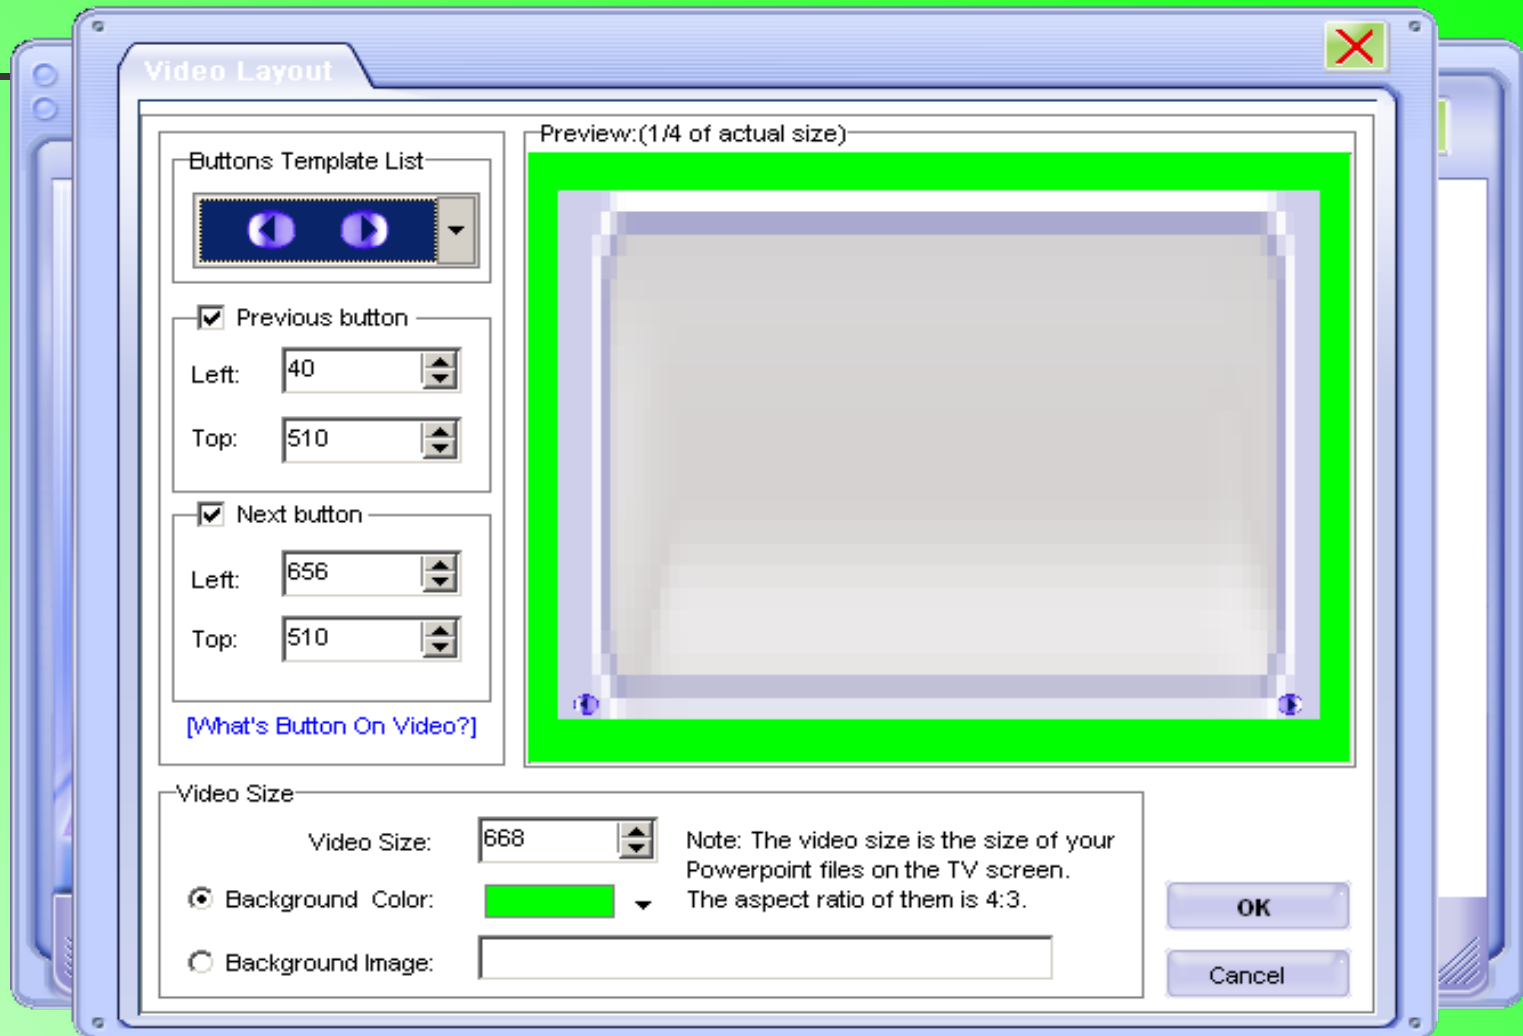 Video Layout
Buttons Template List
Previous button
Left:
40
Top:
510
Next button
Left:
656
Top:
510
[What's Button On Video?]
Preview:(1/4 of actual size)
Video Size
Video Size:
668
Note: The video size is the size of your
Powerpoint files on the TV screen.
The aspect ratio of them is 4:3.
Background Color:
Background Image:
OK
Cancel